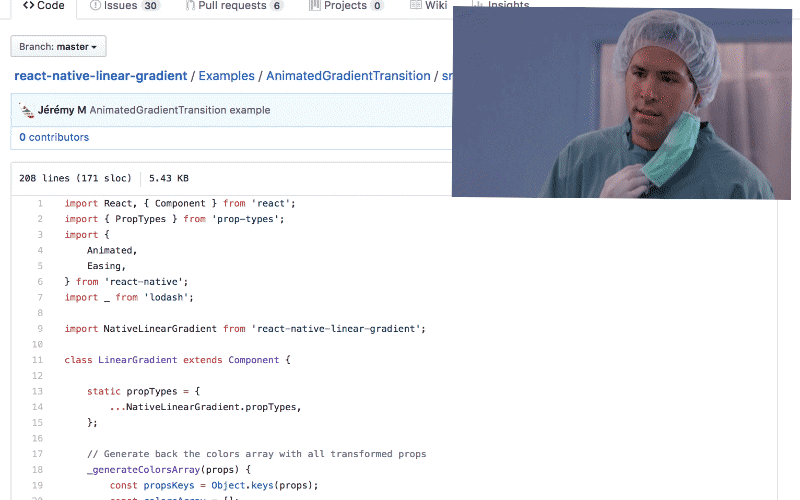 Code Issues 30 Pull requests 6 Projects 0 Wiki Insights
Branch: master
react-native-linear-gradient / Examples / AnimatedGradientTransition /
Jérémy M AnimatedGradientTransition example
0 contributors
208 lines (171 sloc) 5.43 KB
1 import React, { Component } from 'react';
2 import { PropTypes } from 'prop-types';
3 import {
4 Animated,
5 Easing,
6 } from 'react-native';
7 import _ from 'lodash';
8
9 import NativeLinearGradient from 'react-native-linear-gradient';
10
11 class LinearGradient extends Component {
12
13 static propTypes = {
14 ...NativeLinearGradient.propTypes,
15 };
16
17 // Generate back the colors array with all transformed props
18 _generateColorsArray(props) {
19 const propsKeys = Object.keys(props);
20 const colorsArray = [];